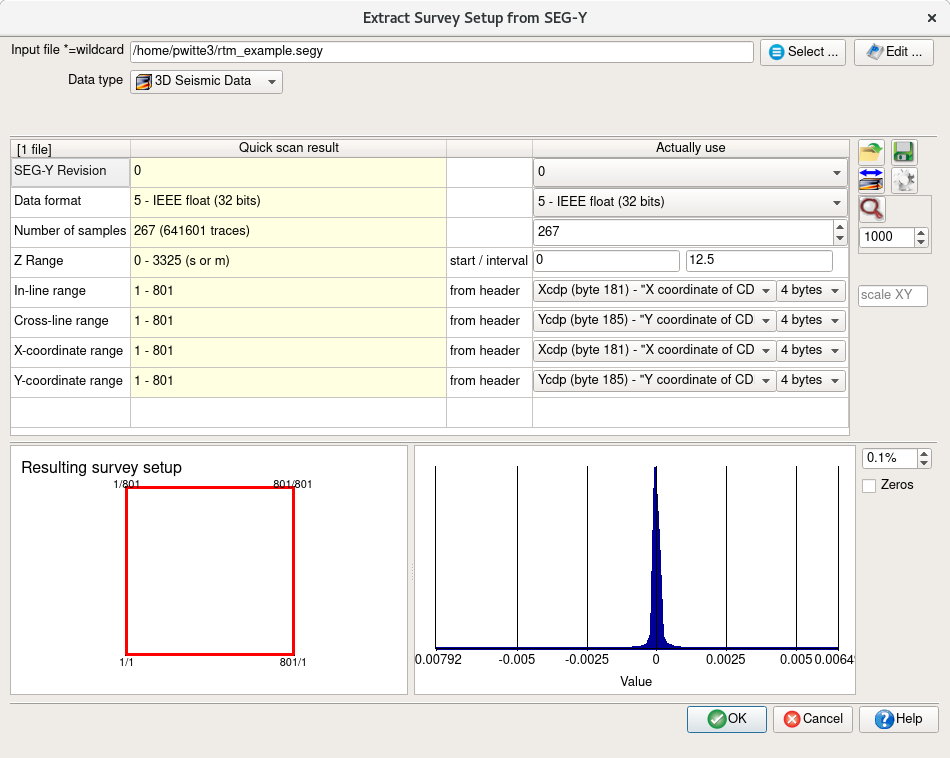 Extract Survey Setup from SEG-Y ×
Input file *=wildcard /home/pwitte3/rtm_example.segy Select ... Edit ...
Data type 3D Seismic Data
[1 file] Quick scan result Actually use
SEG-Y Revision 0 0
Data format 5 - IEEE float (32 bits) 5 - IEEE float (32 bits)
Number of samples 267 (641601 traces) 267 1000
Z Range 0 - 3325 (s or m) start / interval 0 12.5
In-line range 1 - 801 from header Xcdp (byte 181) - "X coordinate of CD 4 bytes scale XY
Cross-line range 1 - 801 from header Ycdp (byte 185) - "Y coordinate of CD 4 bytes
X-coordinate range 1 - 801 from header Xcdp (byte 181) - "X coordinate of CD 4 bytes
Y-coordinate range 1 - 801 from header Ycdp (byte 185) - "Y coordinate of CD 4 bytes
Resulting survey setup
1/801 801/801
1/1 801/1
0.00792 -0.005 -0.0025 0 0.0025 0.005 0.0064
Value
0.1%
Zeros
OK Cancel Help